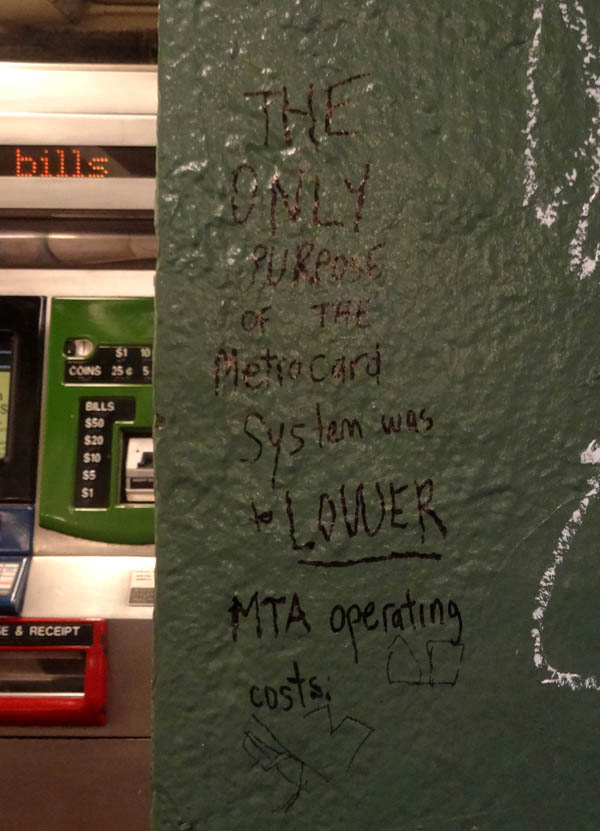 bills
$1 10
COINS 25¢ 5
BILLS
$50
$20
$10
$5
$1
E & RECEIPT
THE
ONLY
PURPOSE
OF THE
Metrocard
System was
to LOWER
MTA operating
costs.